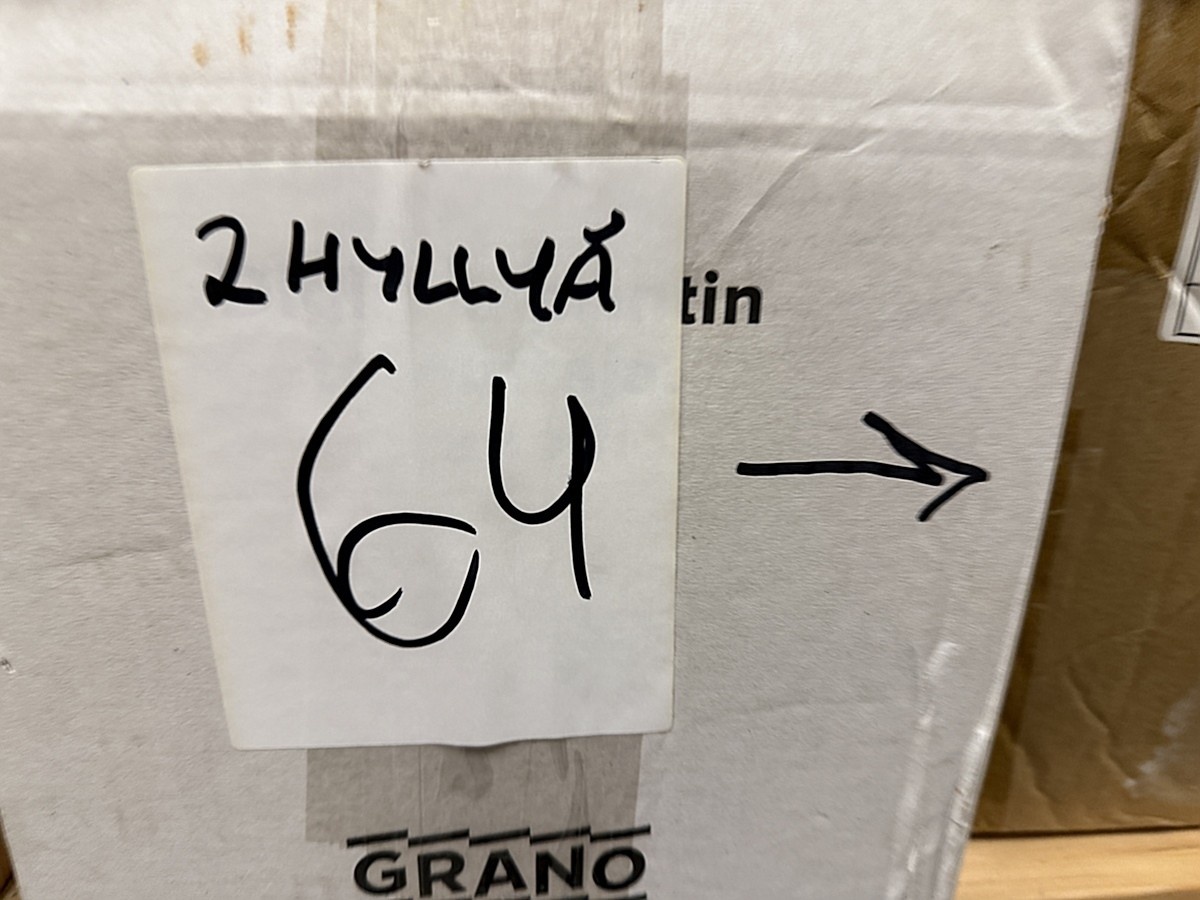 2 HYLLYÄ
tin
64
GRANO